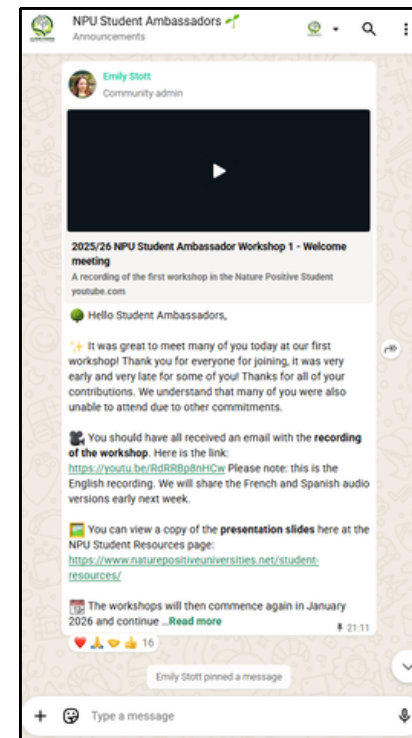 NPU Student Ambassadors
Announcements
Emily Stott
Community admin
2025/26 NPU Student Ambassador Workshop 1 - Welcome
meeting
A recording of the first workshop in the Nature Positive Student
youtube.com
Hello Student Ambassadors,
It was great to meet many of you today at our first
workshop! Thank you for everyone for joining, it was very
early and very late for some of you! Thanks for all of your
contributions. We understand that many of you were also
unable to attend due to other commitments.
You should have all received an email with the recording
of the workshop. Here is the link:
https://youtu.be/RdRRBp8nHCw Please note: this is the
English recording. We will share the French and Spanish audio
versions early next week.
You can view a copy of the presentation slides here at the
NPU Student Resources page:
https://www.naturepositiveuniversities.net/student-
resources/
The workshops will then commence again in January
2026 and continue ...Read more
21:11
16
Emily Stott pinned a message
Type a message